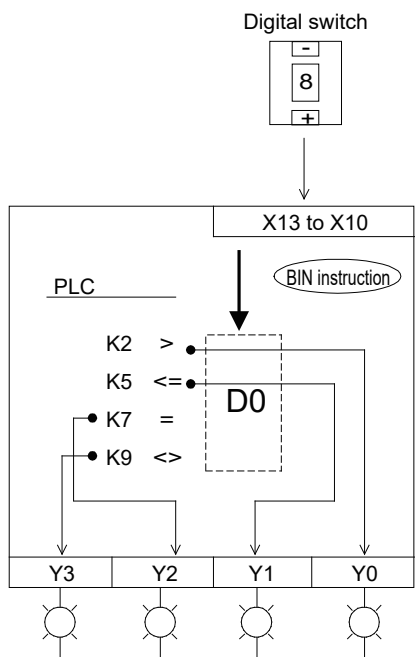 Digital switch
-
8
+
X13 to X10
BIN instruction
PLC
K2 >
K5 <=
K7 =
K9 <>
D0
Y3 Y2 Y1 Y0